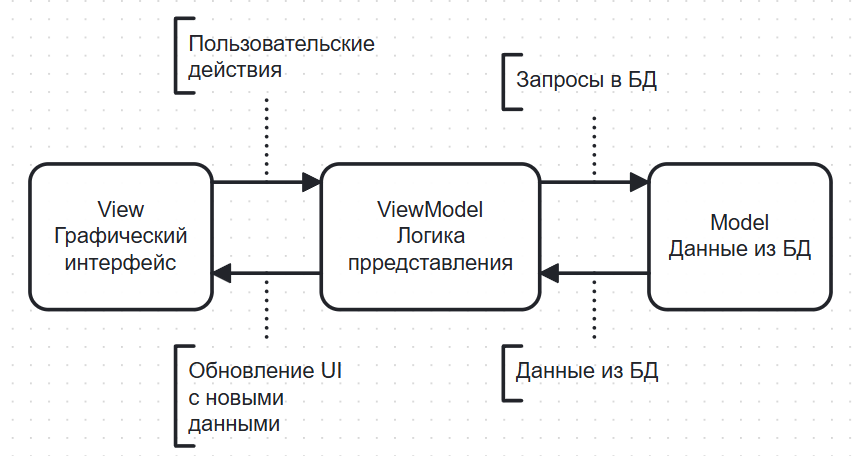 Пользовательские
действия
Запросы в БД
View
Графический
интерфейс
ViewModel
Логика
прредставления
Model
Данные из БД
Обновление UI
с новыми
данными
Данные из БД